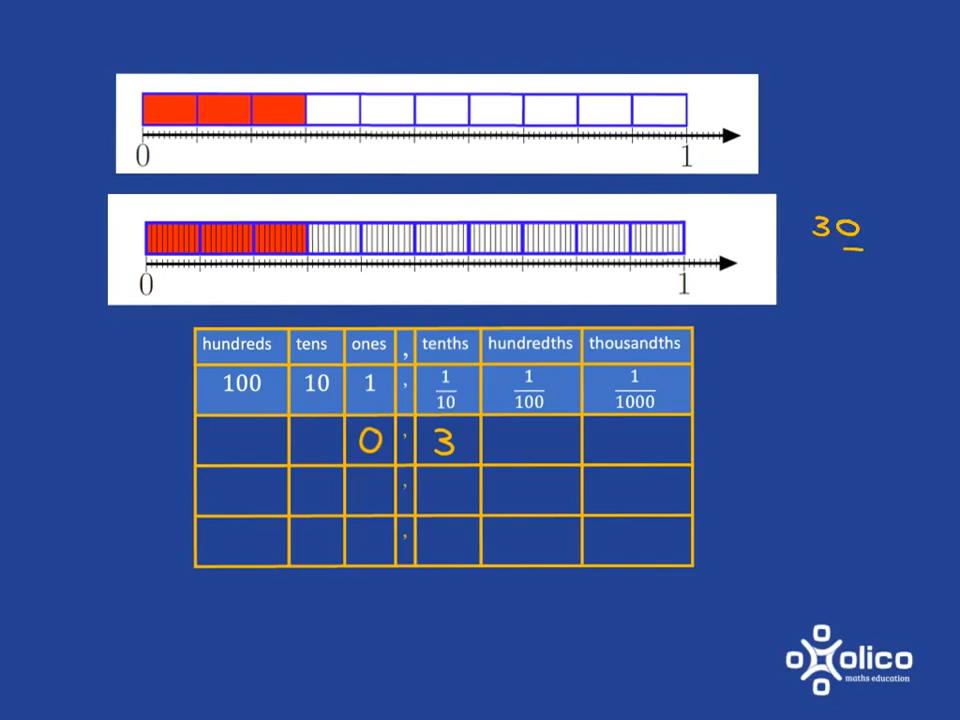 0 1
0 1
30
hundreds tens ones , tenths hundredths thousandths
100 10 1 , 1/10 1/100 1/1000
0 , 3
,
,
olico
maths education